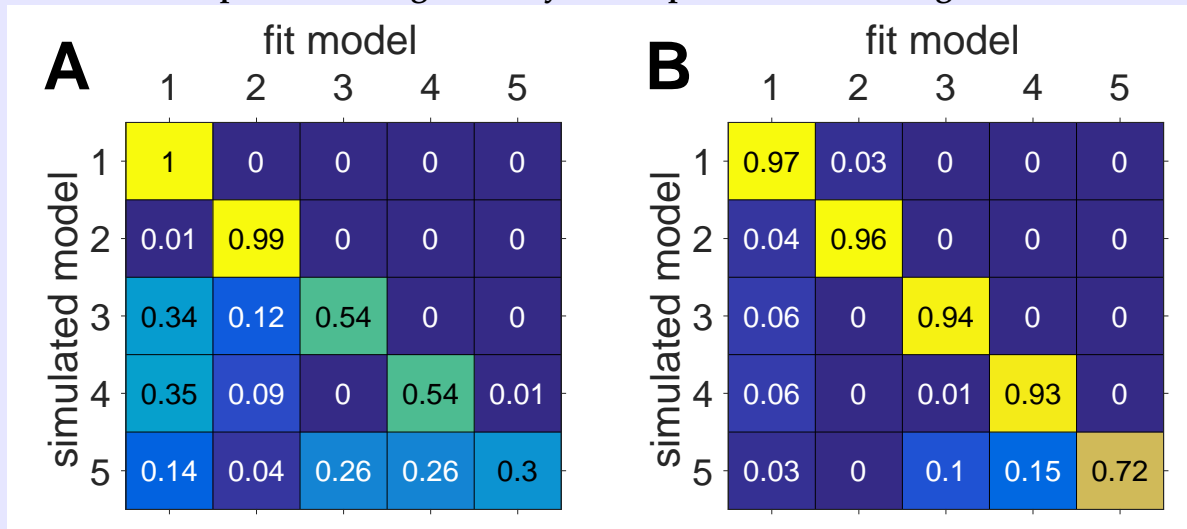 A
fit model
1 2 3 4 5
simulated model
1 1 0 0 0 0
2 0.01 0.99 0 0 0
3 0.34 0.12 0.54 0 0
4 0.35 0.09 0 0.54 0.01
5 0.14 0.04 0.26 0.26 0.3
B
fit model
1 2 3 4 5
simulated model
1 0.97 0.03 0 0 0
2 0.04 0.96 0 0 0
3 0.06 0 0.94 0 0
4 0.06 0 0.01 0.93 0
5 0.03 0 0.1 0.15 0.72